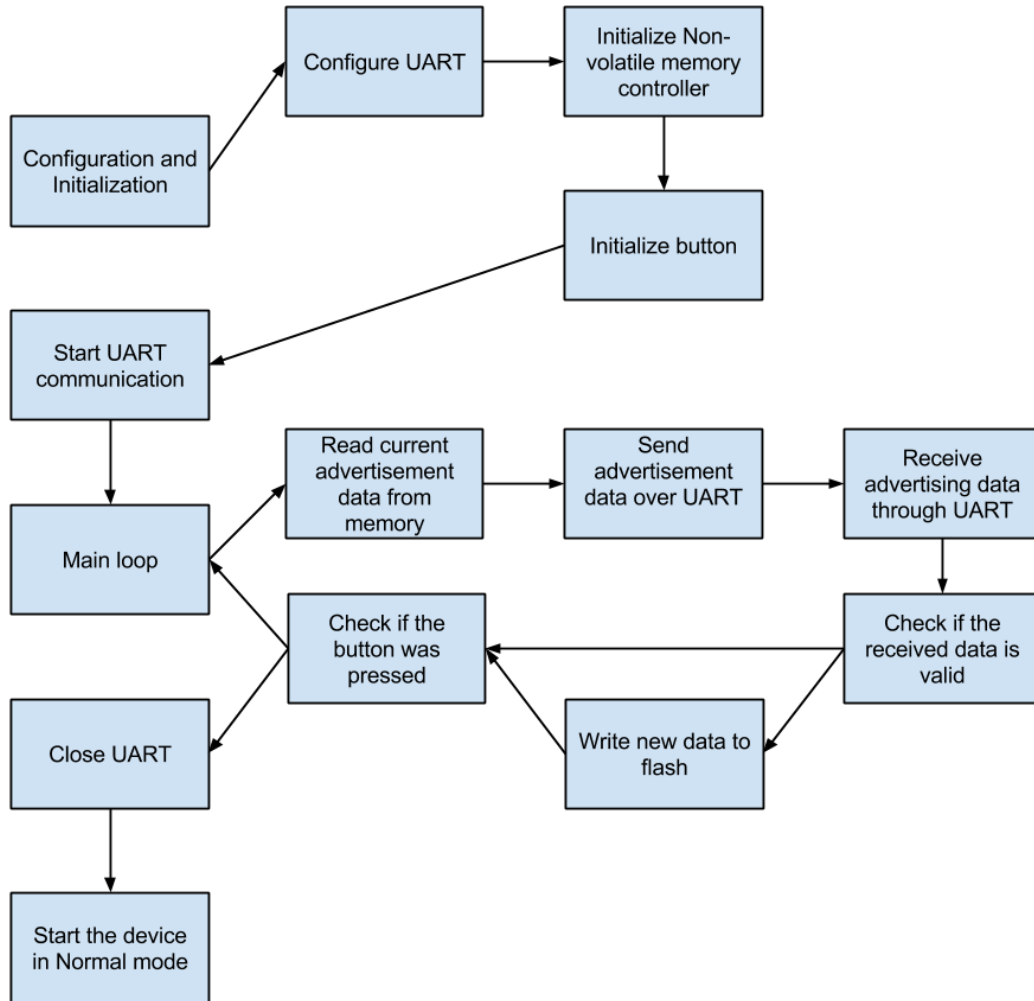 Configure UART
Initialize Non-
volatile memory
controller
Configuration and
Initialization
Initialize button
Start UART
communication
Read current
advertisement
data from
memory
Send
advertisement
data over UART
Receive
advertising data
through UART
Main loop
Check if the
button was
pressed
Check if the
received data is
valid
Close UART
Write new data to
flash
Start the device
in Normal mode